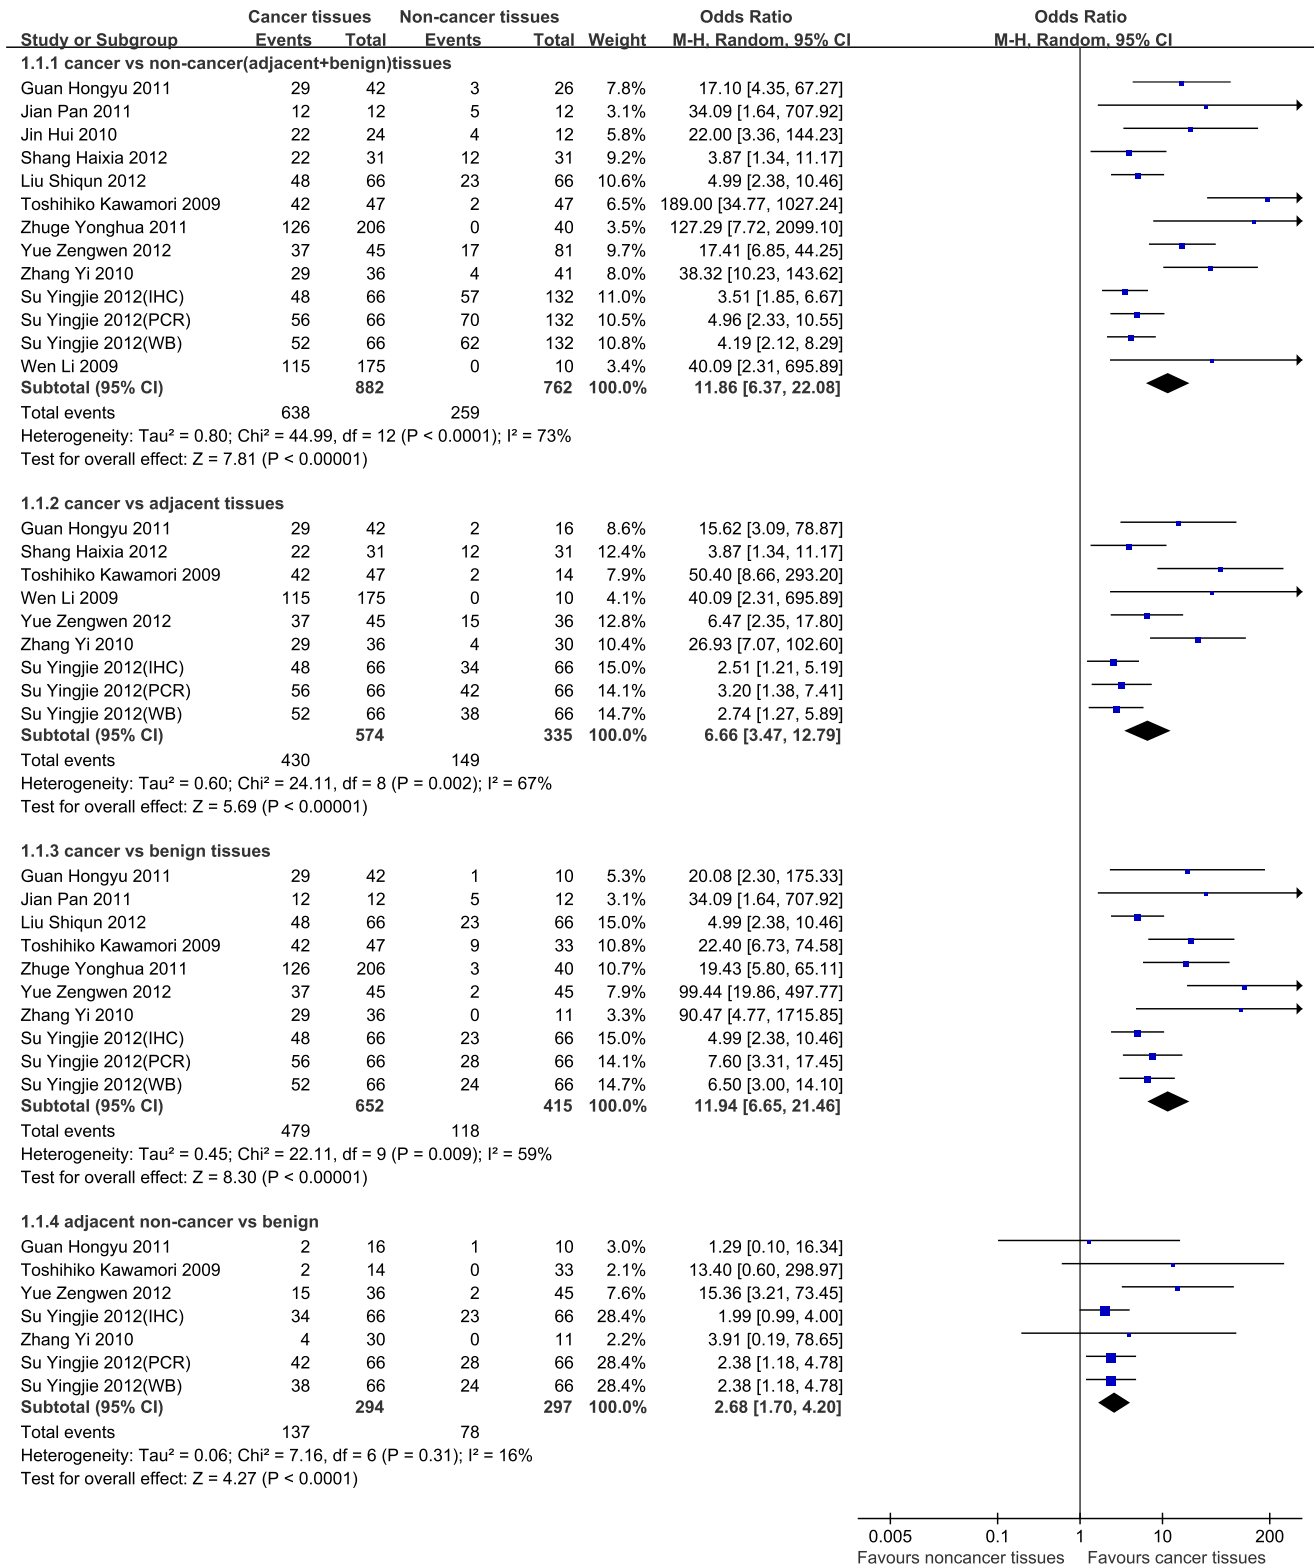 Cancer tissues Non-cancer tissues Odds Ratio Odds Ratio
Study or Subgroup Events Total Events Total Weight M-H, Random, 95% CI M-H, Random, 95% CI
1.1.1 cancer vs non-cancer(adjacent+benign)tissues
Guan Hongyu 2011 29 42 3 26 7.8% 17.10 [4.35, 67.27]
Jian Pan 2011 12 12 5 12 3.1% 34.09 [1.64, 707.92]
Jin Hui 2010 22 24 4 12 5.8% 22.00 [3.36, 144.23]
Shang Haixia 2012 22 31 12 31 9.2% 3.87 [1.34, 11.17]
Liu Shiqun 2012 48 66 23 66 10.6% 4.99 [2.38, 10.46]
Toshihiko Kawamori 2009 42 47 2 47 6.5% 189.00 [34.77, 1027.24]
Zhuge Yonghua 2011 126 206 0 40 3.5% 127.29 [7.72, 2099.10]
Yue Zengwen 2012 37 45 17 81 9.7% 17.41 [6.85, 44.25]
Zhang Yi 2010 29 36 4 41 8.0% 38.32 [10.23, 143.62]
Su Yingjie 2012(IHC) 48 66 57 132 11.0% 3.51 [1.85, 6.67]
Su Yingjie 2012(PCR) 56 66 70 132 10.5% 4.96 [2.33, 10.55]
Su Yingjie 2012(WB) 52 66 62 132 10.8% 4.19 [2.12, 8.29]
Wen Li 2009 115 175 0 10 3.4% 40.09 [2.31, 695.89]
Subtotal (95% CI) 882 762 100.0% 11.86 [6.37, 22.08]
Total events 638 259
Heterogeneity: Tau² = 0.80; Chi² = 44.99, df = 12 (P < 0.0001); I² = 73%
Test for overall effect: Z = 7.81 (P < 0.00001)
1.1.2 cancer vs adjacent tissues
Guan Hongyu 2011 29 42 2 16 8.6% 15.62 [3.09, 78.87]
Shang Haixia 2012 22 31 12 31 12.4% 3.87 [1.34, 11.17]
Toshihiko Kawamori 2009 42 47 2 14 7.9% 50.40 [8.66, 293.20]
Wen Li 2009 115 175 0 10 4.1% 40.09 [2.31, 695.89]
Yue Zengwen 2012 37 45 15 36 12.8% 6.47 [2.35, 17.80]
Zhang Yi 2010 29 36 4 30 10.4% 26.93 [7.07, 102.60]
Su Yingjie 2012(IHC) 48 66 34 66 15.0% 2.51 [1.21, 5.19]
Su Yingjie 2012(PCR) 56 66 42 66 14.1% 3.20 [1.38, 7.41]
Su Yingjie 2012(WB) 52 66 38 66 14.7% 2.74 [1.27, 5.89]
Subtotal (95% CI) 574 335 100.0% 6.66 [3.47, 12.79]
Total events 430 149
Heterogeneity: Tau² = 0.60; Chi² = 24.11, df = 8 (P = 0.002); I² = 67%
Test for overall effect: Z = 5.69 (P < 0.00001)
1.1.3 cancer vs benign tissues
Guan Hongyu 2011 29 42 1 10 5.3% 20.08 [2.30, 175.33]
Jian Pan 2011 12 12 5 12 3.1% 34.09 [1.64, 707.92]
Liu Shiqun 2012 48 66 23 66 15.0% 4.99 [2.38, 10.46]
Toshihiko Kawamori 2009 42 47 9 33 10.8% 22.40 [6.73, 74.58]
Zhuge Yonghua 2011 126 206 3 40 10.7% 19.43 [5.80, 65.11]
Yue Zengwen 2012 37 45 2 45 7.9% 99.44 [19.86, 497.77]
Zhang Yi 2010 29 36 0 11 3.3% 90.47 [4.77, 1715.85]
Su Yingjie 2012(IHC) 48 66 23 66 15.0% 4.99 [2.38, 10.46]
Su Yingjie 2012(PCR) 56 66 28 66 14.1% 7.60 [3.31, 17.45]
Su Yingjie 2012(WB) 52 66 24 66 14.7% 6.50 [3.00, 14.10]
Subtotal (95% CI) 652 415 100.0% 11.94 [6.65, 21.46]
Total events 479 118
Heterogeneity: Tau² = 0.45; Chi² = 22.11, df = 9 (P = 0.009); I² = 59%
Test for overall effect: Z = 8.30 (P < 0.00001)
1.1.4 adjacent non-cancer vs benign
Guan Hongyu 2011 2 16 1 10 3.0% 1.29 [0.10, 16.34]
Toshihiko Kawamori 2009 2 14 0 33 2.1% 13.40 [0.60, 298.97]
Yue Zengwen 2012 15 36 2 45 7.6% 15.36 [3.21, 73.45]
Su Yingjie 2012(IHC) 34 66 23 66 28.4% 1.99 [0.99, 4.00]
Zhang Yi 2010 4 30 0 11 2.2% 3.91 [0.19, 78.65]
Su Yingjie 2012(PCR) 42 66 28 66 28.4% 2.38 [1.18, 4.78]
Su Yingjie 2012(WB) 38 66 24 66 28.4% 2.38 [1.18, 4.78]
Subtotal (95% CI) 294 297 100.0% 2.68 [1.70, 4.20]
Total events 137 78
Heterogeneity: Tau² = 0.06; Chi² = 7.16, df = 6 (P = 0.31); I² = 16%
Test for overall effect: Z = 4.27 (P < 0.0001)
0.005 0.1 1 10 200
Favours noncancer tissues Favours cancer tissues